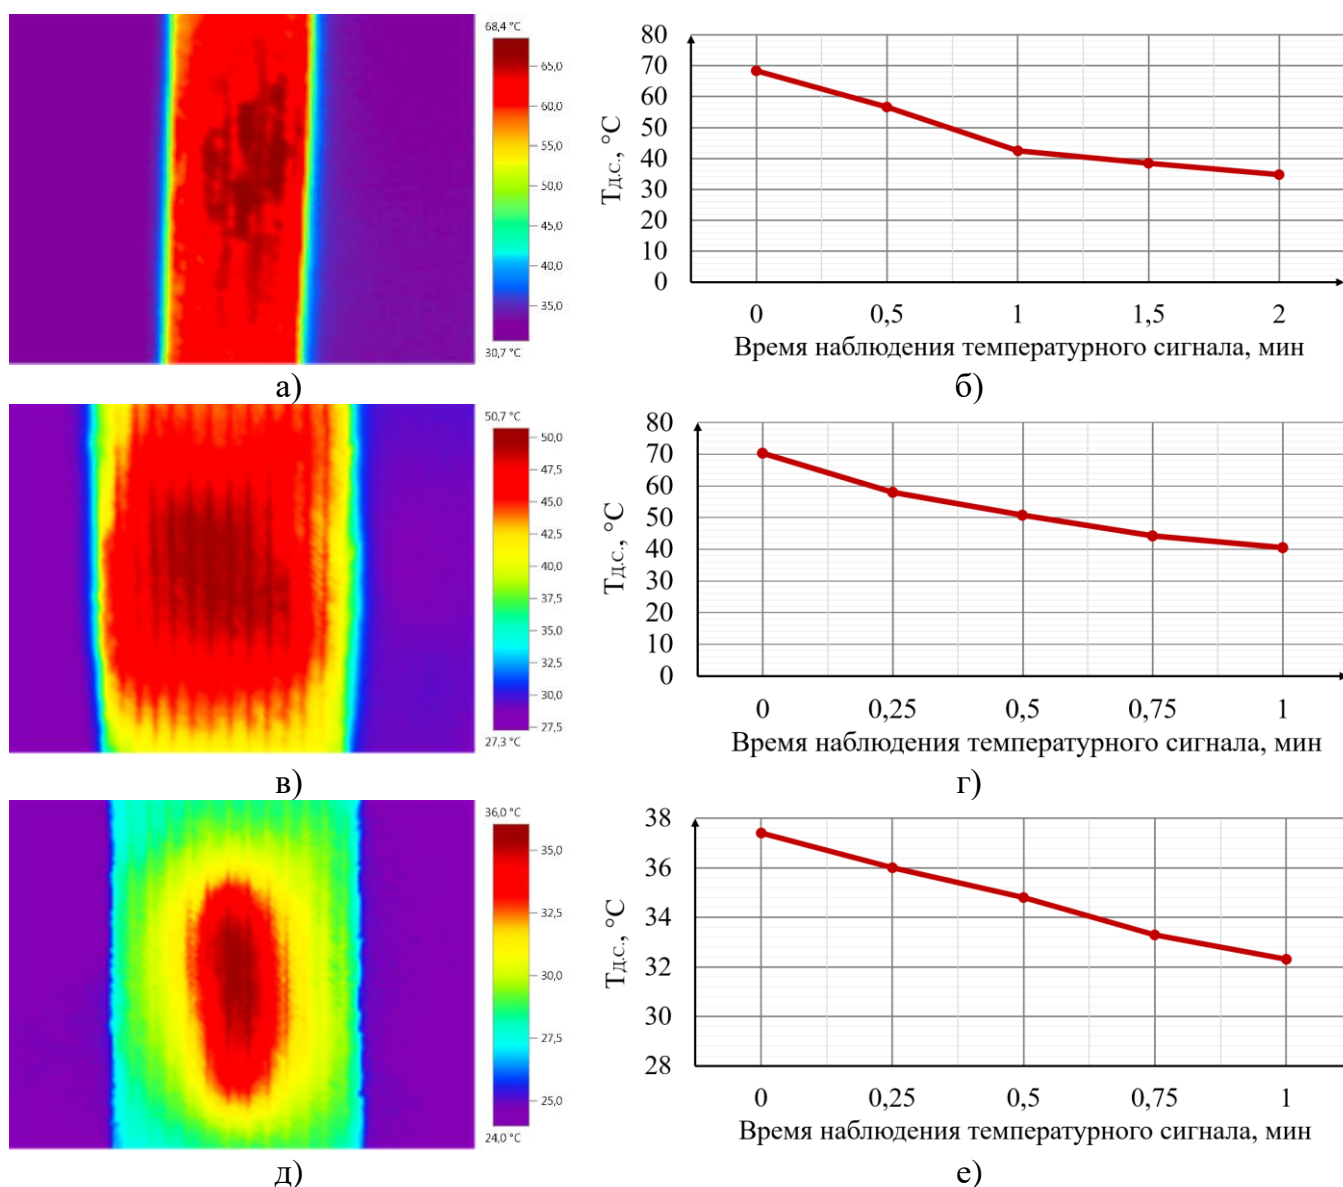 68,4 °C
65,0
60,0
55,0
50,0
45,0
40,0
35,0
30,7 °C
а)
80
70
60
50
40
30
20
10
0
Tд.с., °C
0 0,5 1 1,5 2
Время наблюдения температурного сигнала, мин
б)
50,7 °C
50,0
47,5
45,0
42,5
40,0
37,5
35,0
32,5
30,0
27,5
27,3 °C
в)
80
70
60
50
40
30
20
10
0
Tд.с., °C
0 0,25 0,5 0,75 1
Время наблюдения температурного сигнала, мин
г)
36,0 °C
35,0
32,5
30,0
27,5
25,0
24,0 °C
д)
38
36
34
32
30
28
Tд.с., °C
0 0,25 0,5 0,75 1
Время наблюдения температурного сигнала, мин
е)